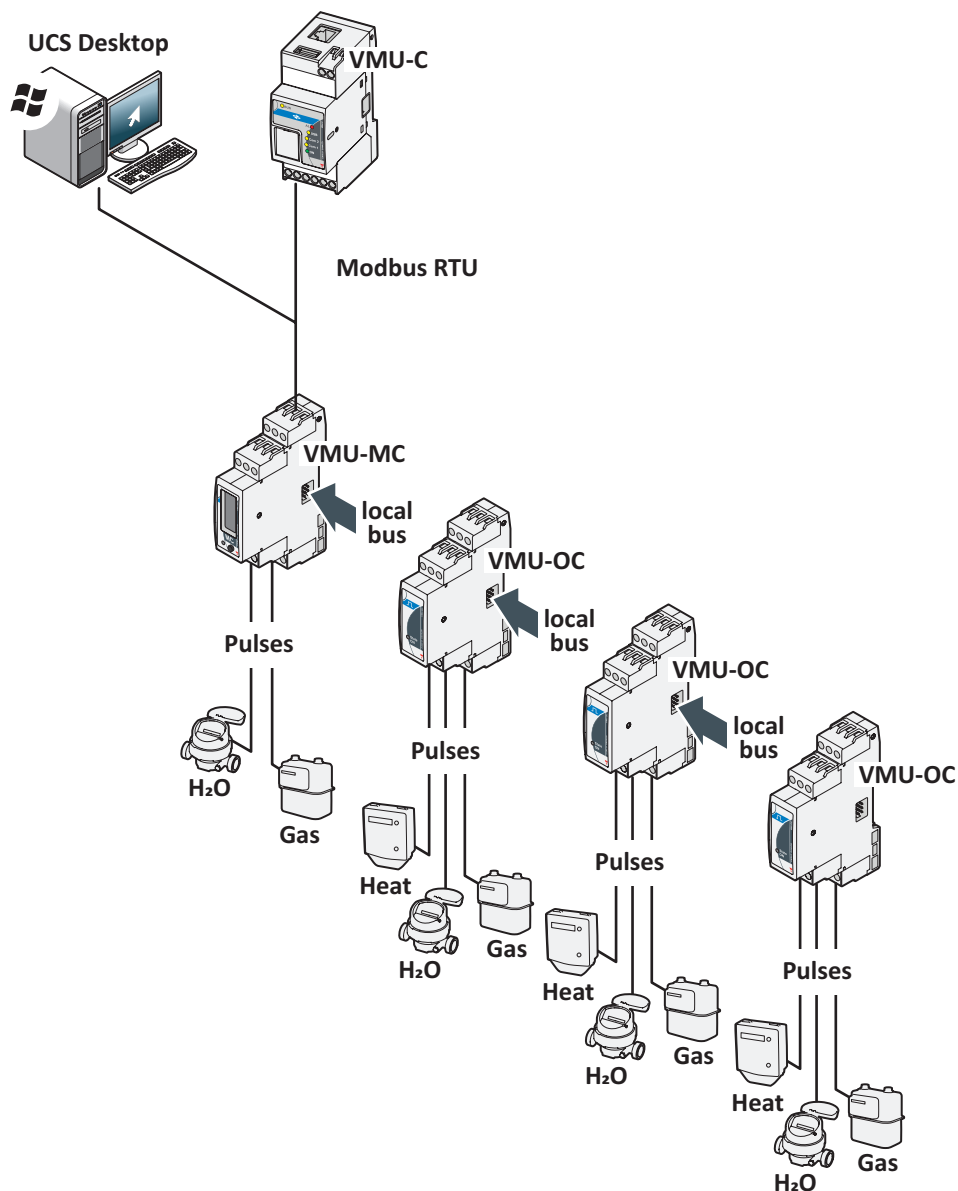 UCS Desktop
VMU-C
Modbus RTU
VMU-MC
local
bus
VMU-OC
local
bus
Pulses
VMU-OC
local
bus
Pulses
H₂O
Gas
VMU-OC
Heat
Pulses
H₂O
Gas
Heat
Pulses
H₂O
Gas
Heat
H₂O
Gas